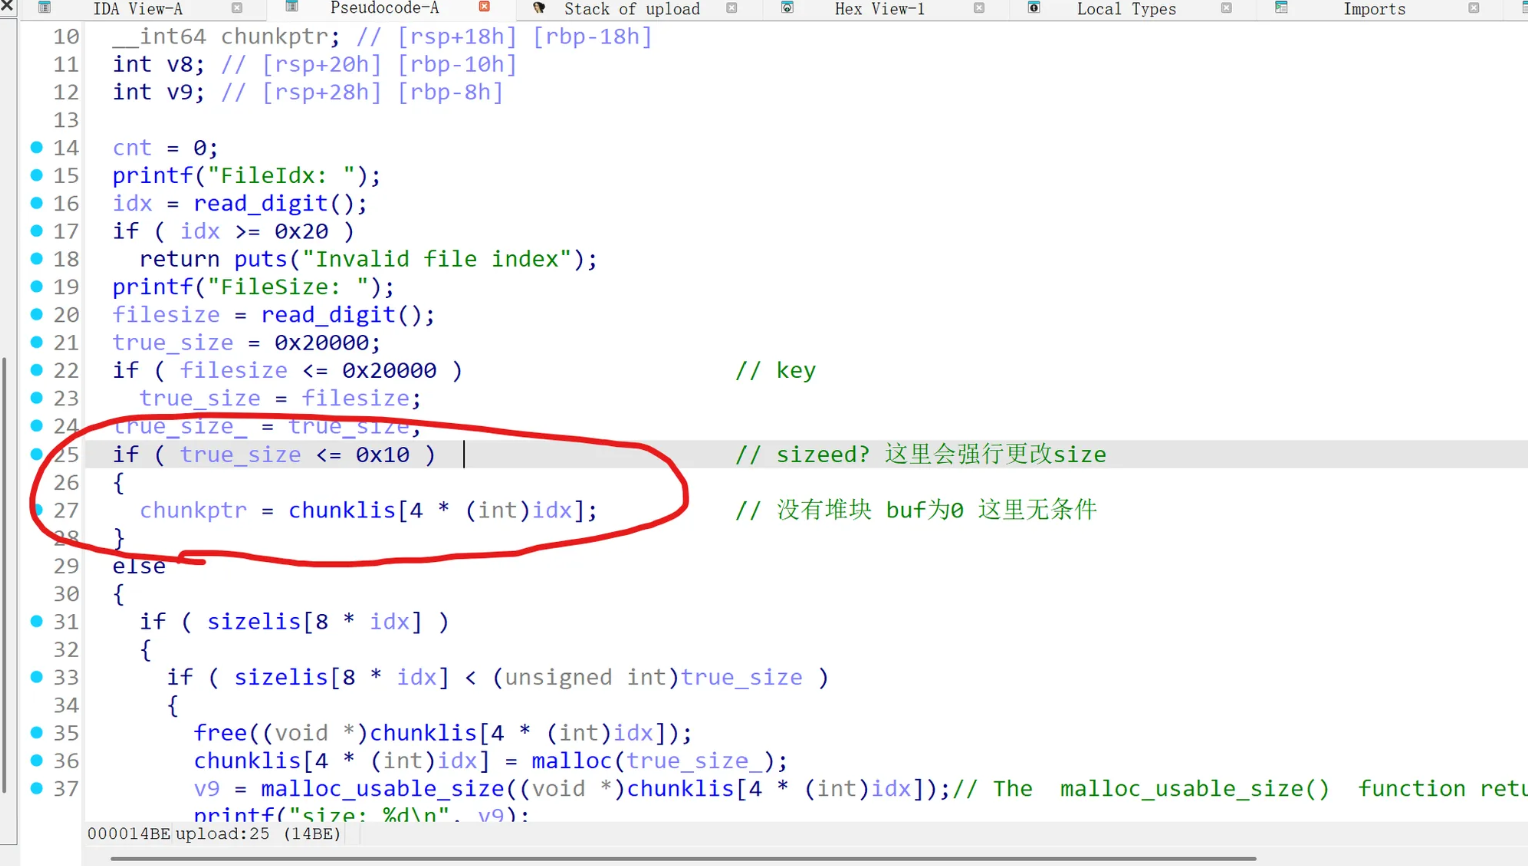 IDA View-A Pseudocode-A Stack of upload Hex View-1 Local Types Imports
10 __int64 chunkptr; // [rsp+18h] [rbp-18h]
11 int v8; // [rsp+20h] [rbp-10h]
12 int v9; // [rsp+28h] [rbp-8h]
13
14 cnt = 0;
15 printf("FileIdx: ");
16 idx = read_digit();
17 if ( idx >= 0x20 )
18 return puts("Invalid file index");
19 printf("FileSize: ");
20 filesize = read_digit();
21 true_size = 0x20000;
22 if ( filesize <= 0x20000 ) // key
23 true_size = filesize;
24 true_size_ = true_size;
25 if ( true_size <= 0x10 ) // sizeed? 这里会强行更改size
26 {
27 chunkptr = chunklis[4 * (int)idx]; // 没有堆块 buf为0 这里无条件
28 }
29 else
30 {
31 if ( sizelis[8 * idx] )
32 {
33 if ( sizelis[8 * idx] < (unsigned int)true_size )
34 {
35 free((void *)chunklis[4 * (int)idx]);
36 chunklis[4 * (int)idx] = malloc(true_size_);
37 v9 = malloc_usable_size((void *)chunklis[4 * (int)idx]);// The malloc_usable_size() function retu
printf("size: %d\n", v9);
000014BE upload:25 (14BE)